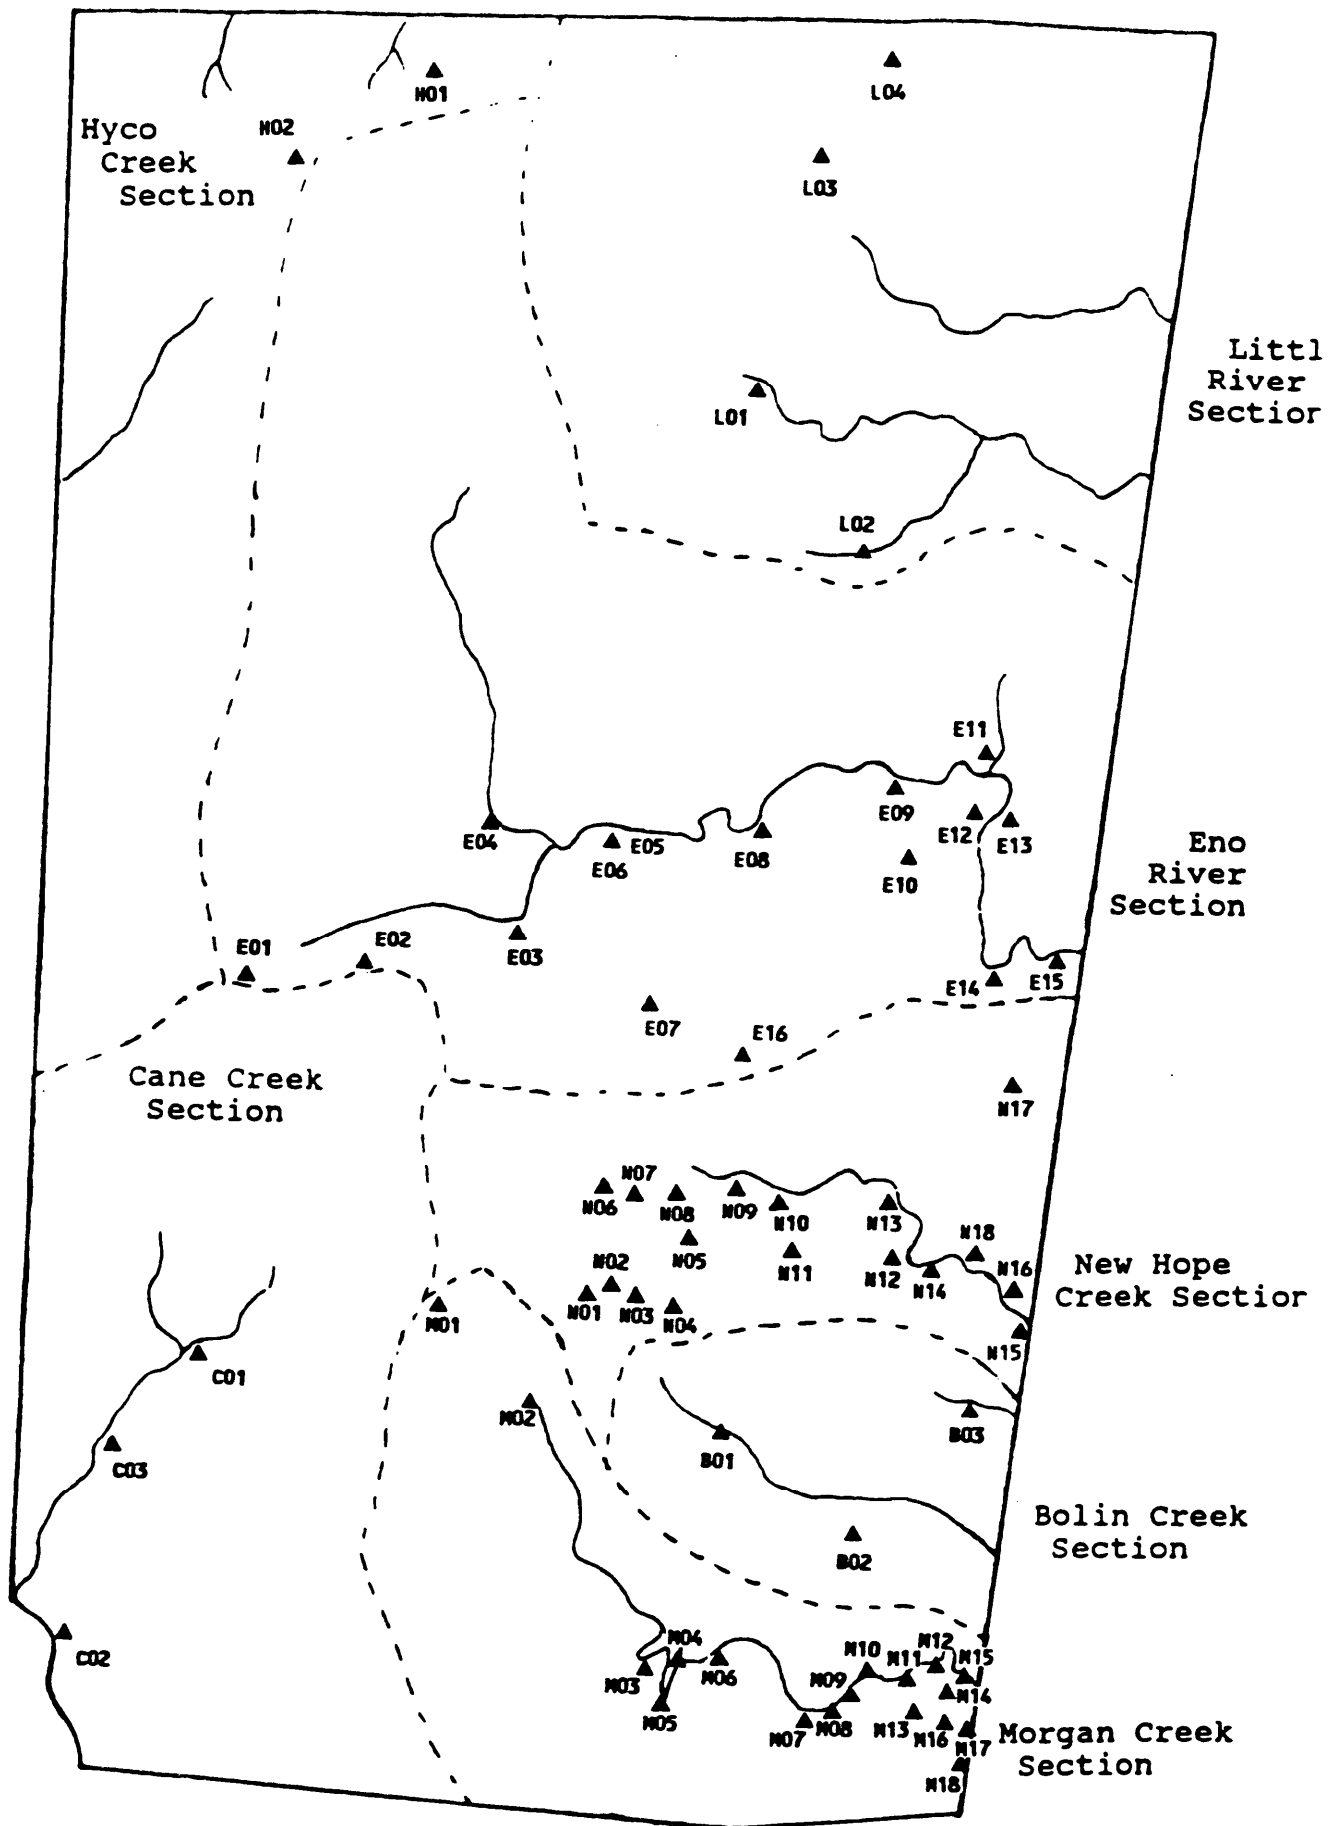 L04
H01
H02
Hyco
Creek
Section
L03
Littl
River
Section
L01
L02
E11
E09
E12
E13
E04
E05
E06
E08
E10
Eno
River
Section
E01
E02
E03
E14
E15
E07
E16
Cane Creek
Section
N17
N07
N06
N08
N09
N10
N13
N18
N05
N02
N11
N12
N14
N16
New Hope
Creek Section
N01
N03
N04
M01
N15
C01
M02
B03
B01
C03
Bolin Creek
Section
B02
C02
M04
M10
M12
M11
M15
M03
M06
M09
M14
M05
M07
M08
M13
M16
M17
Morgan Creek
Section
M18